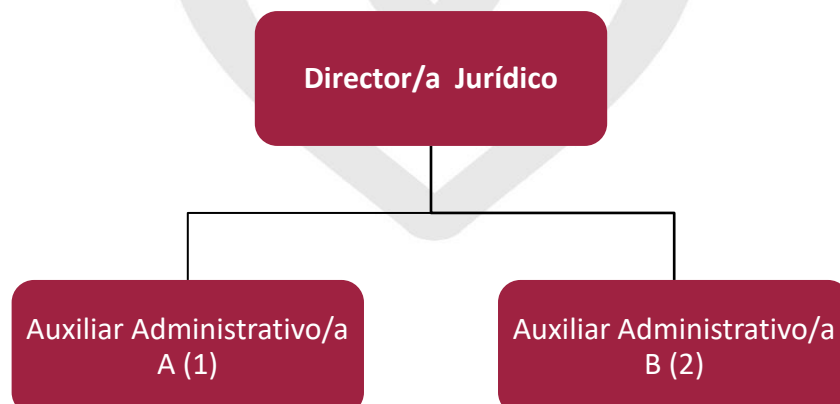 Director/a Jurídico
Auxiliar Administrativo/a
A (1)
Auxiliar Administrativo/a
B (2)